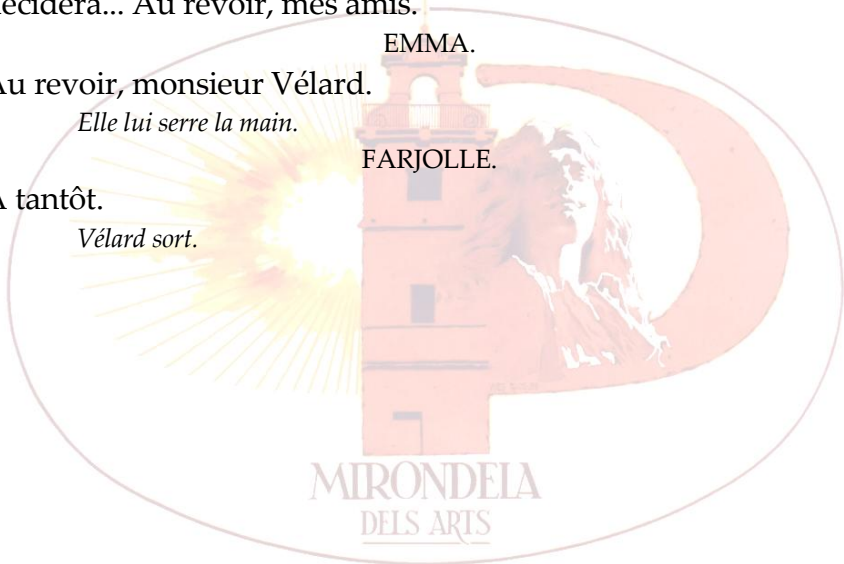 décidera... Au revoir, mes amis.
EMMA.
Au revoir, monsieur Vélard.
Elle lui serre la main.
FARJOLLE.
À tantôt.
Vélard sort.
MIRONDELA
DELS ARTS